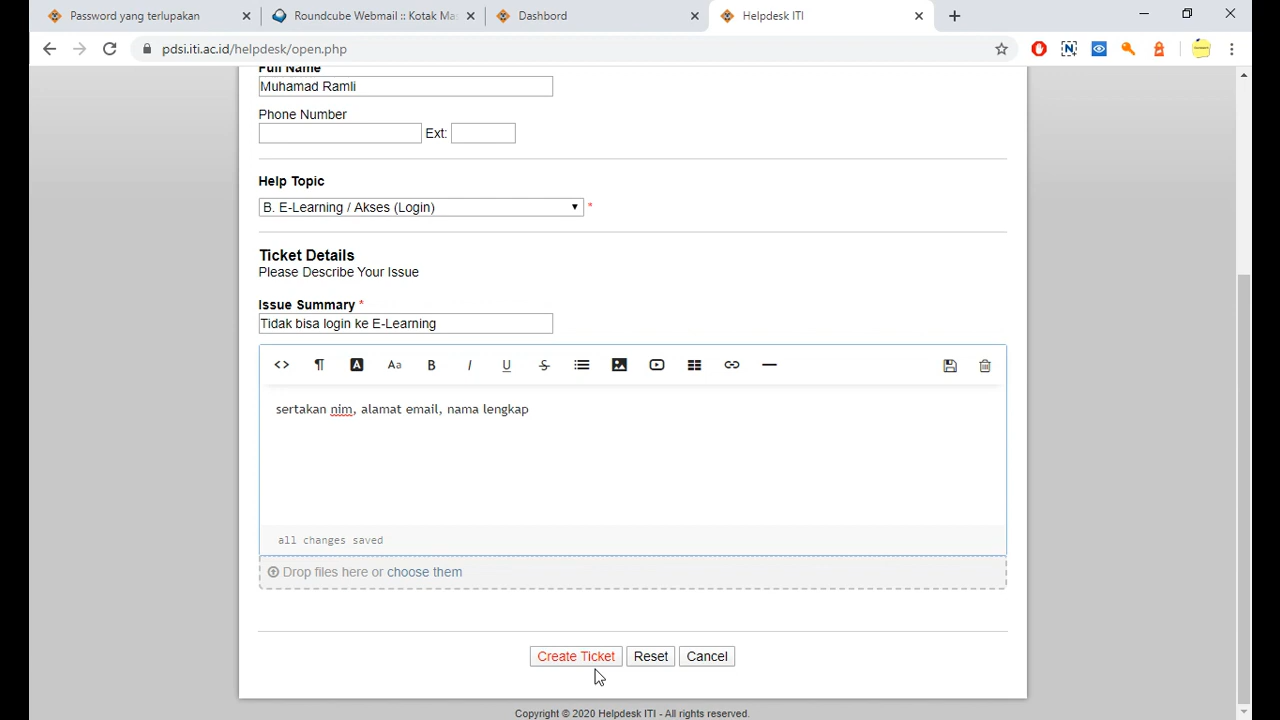 Password yang terlupakan
Roundcube Webmail :: Kotak Ma
Dashbord
Helpdesk ITI
pdsi.iti.ac.id/helpdesk/open.php
Full Name
Muhamad Ramli
Phone Number
Ext:
Help Topic
B. E-Learning / Akses (Login) *
Ticket Details
Please Describe Your Issue
Issue Summary *
Tidak bisa login ke E-Learning
<> ¶ A Aa B I U S
sertakan nim, alamat email, nama lengkap
all changes saved
Drop files here or choose them
Create Ticket Reset Cancel
Copyright © 2020 Helpdesk ITI - All rights reserved.